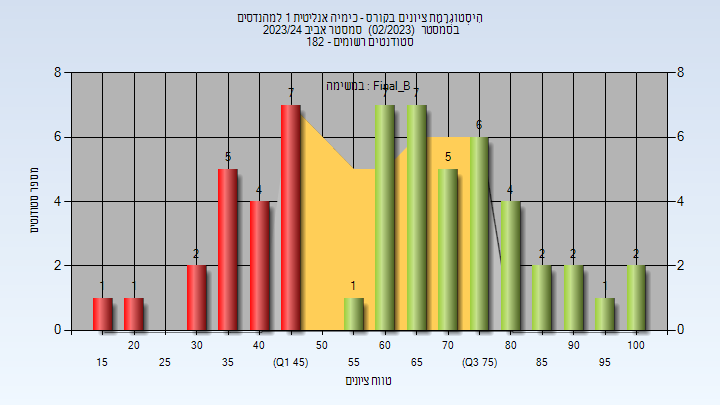 היסטוגרמת ציונים בקורס - כימיה אנליטית 1 למהנדסים
בסמסטר (02/2023) סמסטר אביב 2023/24
סטודנטים רשומים - 182
במשימה : Final_B
מספר סטודנטים
8 8
6 6
4 4
2 2
0 0
1 1 2 5 4 7 1 7 7 5 6 4 2 2 1 2
20 30 40 50 60 70 80 90 100
15 25 35 (Q1 45) 55 65 (Q3 75) 85 95
טווח ציונים